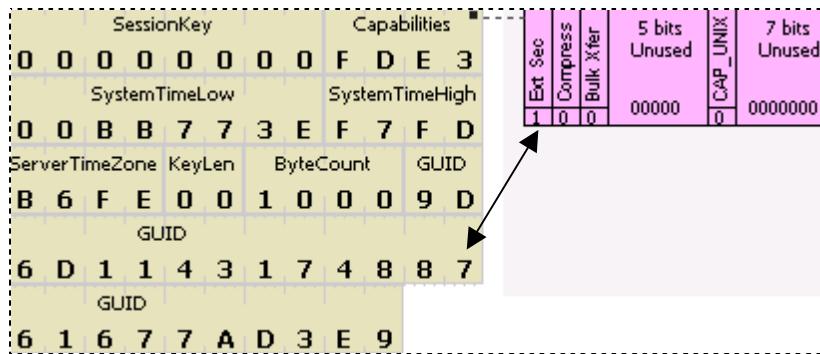 SessionKey Capabilities
0 0 0 0 0 0 0 0 F D E 3
SystemTimeLow SystemTimeHigh
0 0 B B 7 7 3 E F 7 F D
ServerTimeZone KeyLen ByteCount GUID
B 6 F E 0 0 1 0 0 0 9 D
GUID
6 D 1 1 4 3 1 7 4 8 8 7
GUID
6 1 6 7 7 A D 3 E 9
Ext Sec
1
Compress
0
Bulk Xfer
0
5 bits
Unused
00000
CAP_UNIX
0
7 bits
Unused
0000000